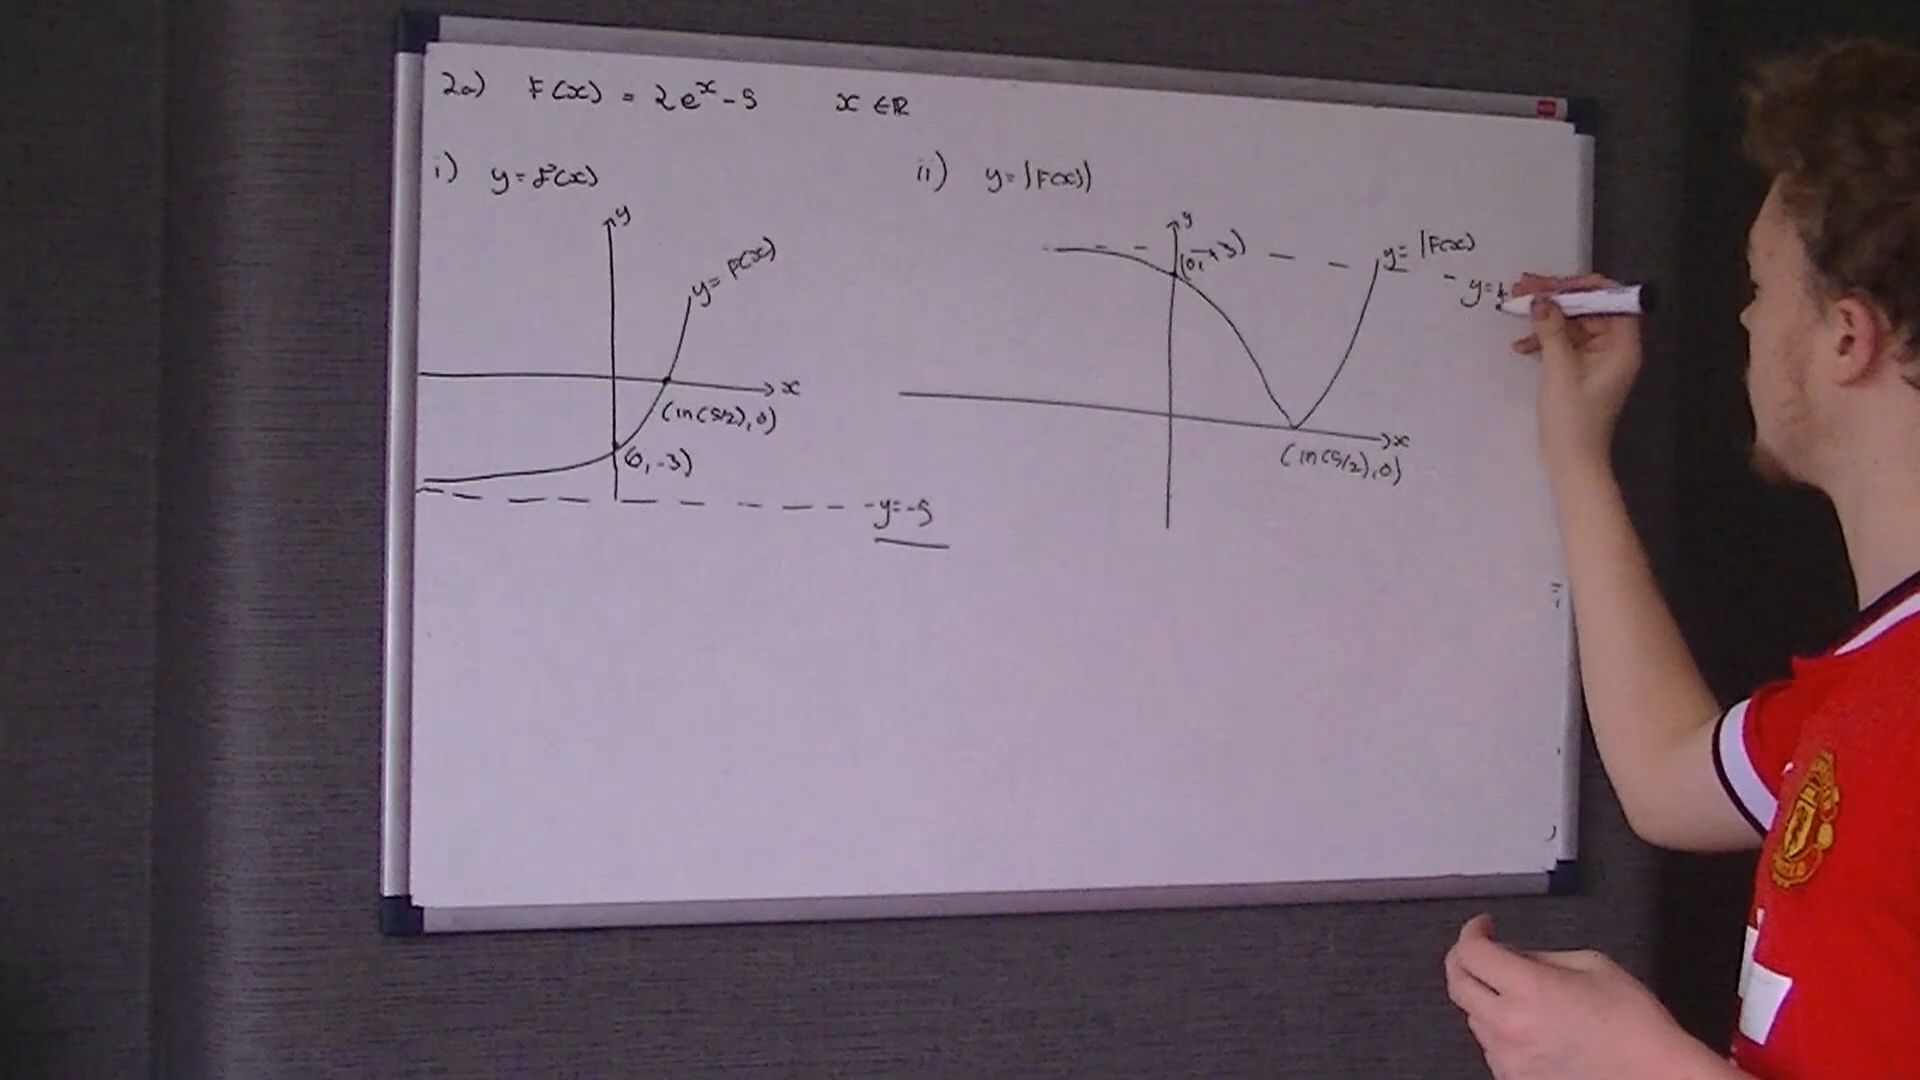 2a) F(x) = 2e^x - 5 x ∈ ℝ
i) y = f(x)
y
y = F(x)
x
(ln(5/2), 0)
(0, -3)
y = -5
ii) y = |F(x)|
y
(0, +3)
y = |F(x)
y =
x
(ln(5/2), 0)